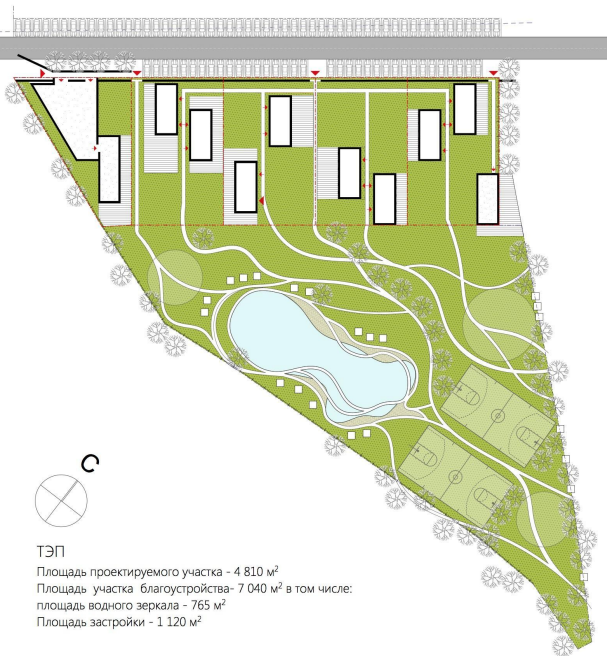 С
ТЭП
Площадь проектируемого участка - 4 810 м²
Площадь участка благоустройства- 7 040 м² в том числе:
площадь водного зеркала - 765 м²
Площадь застройки - 1 120 м²